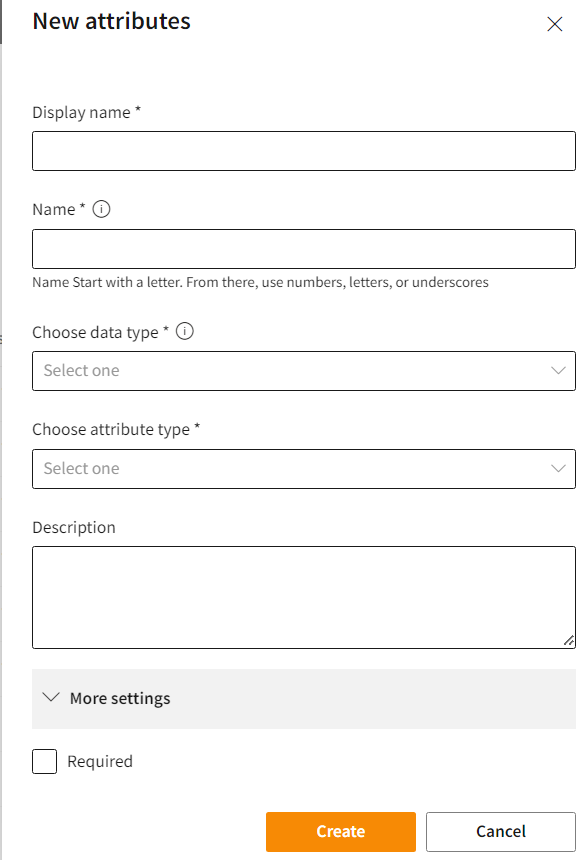 New attributes
Display name *
Name *
Name Start with a letter. From there, use numbers, letters, or underscores
Choose data type *
Select one
Choose attribute type *
Select one
Description
More settings
Required
Create
Cancel